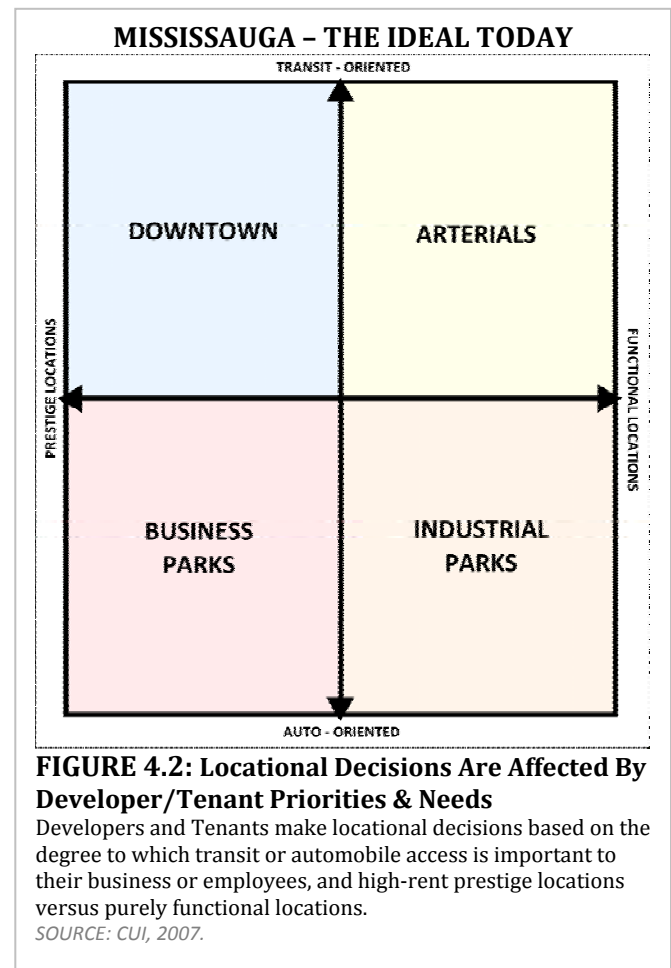 MISSISSAUGA – THE IDEAL TODAY
TRANSIT - ORIENTED
DOWNTOWN
ARTERIALS
PRESTIGE LOCATIONS
FUNCTIONAL LOCATIONS
BUSINESS
PARKS
INDUSTRIAL
PARKS
AUTO - ORIENTED
FIGURE 4.2: Locational Decisions Are Affected By
Developer/Tenant Priorities & Needs
Developers and Tenants make locational decisions based on the
degree to which transit or automobile access is important to
their business or employees, and high-rent prestige locations
versus purely functional locations.
SOURCE: CUI, 2007.